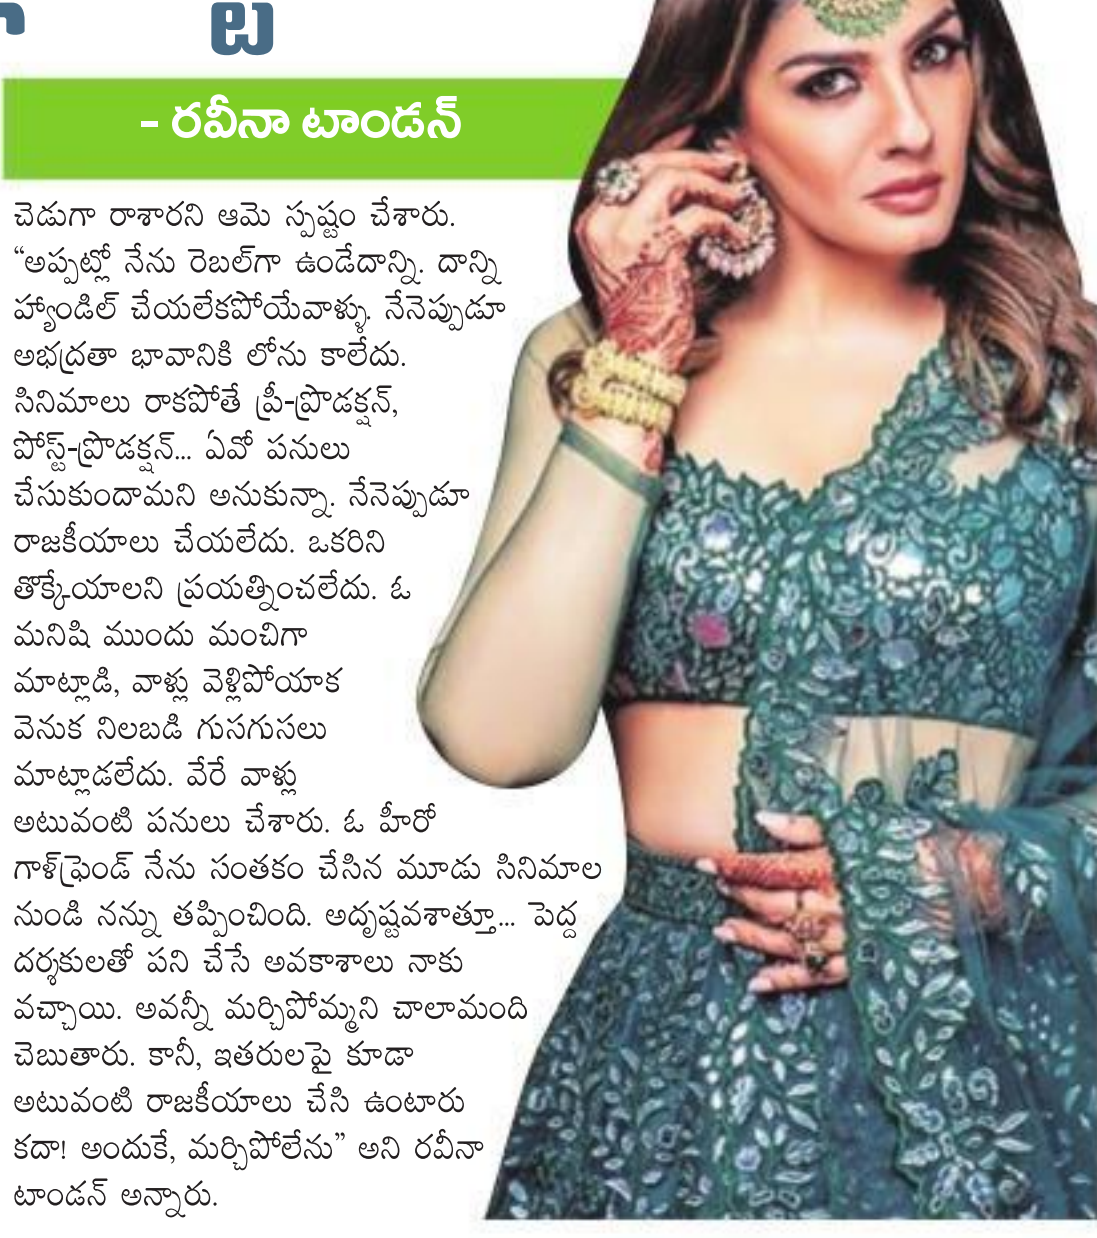 - రవీనా టాండన్
చెడుగా రాశారని ఆమె స్పష్టం చేశారు.
“అప్పట్లో నేను రెబల్‌గా ఉండేదాన్ని. దాన్ని
హ్యాండిల్ చేయలేకపోయేవాళ్ళు. నేనెప్పుడూ
అభద్రతా భావానికి లోను కాలేదు.
సినిమాలు రాకపోతే ప్రీ-ప్రొడక్షన్,
పోస్ట్-ప్రొడక్షన్... ఏవో పనులు
చేసుకుందామని అనుకున్నా. నేనెప్పుడూ
రాజకీయాలు చేయలేదు. ఒకరిని
తొక్కేయాలని ప్రయత్నించలేదు. ఓ
మనిషి ముందు మంచిగా
మాట్లాడి, వాళ్లు వెళ్లిపోయాక
వెనుక నిలబడి గుసగుసలు
మాట్లాడలేదు. వేరే వాళ్లు
అటువంటి పనులు చేశారు. ఓ హీరో
గాళ్‌ఫ్రెండ్ నేను సంతకం చేసిన మూడు సినిమాల
నుండి నన్ను తప్పించింది. అదృష్టవశాత్తూ... పెద్ద
దర్శకులతో పని చేసే అవకాశాలు నాకు
వచ్చాయి. అవన్నీ మర్చిపోమ్మని చాలామంది
చెబుతారు. కానీ, ఇతరులపై కూడా
అటువంటి రాజకీయాలు చేసి ఉంటారు
కదా! అందుకే, మర్చిపోలేను” అని రవీనా
టాండన్ అన్నారు.